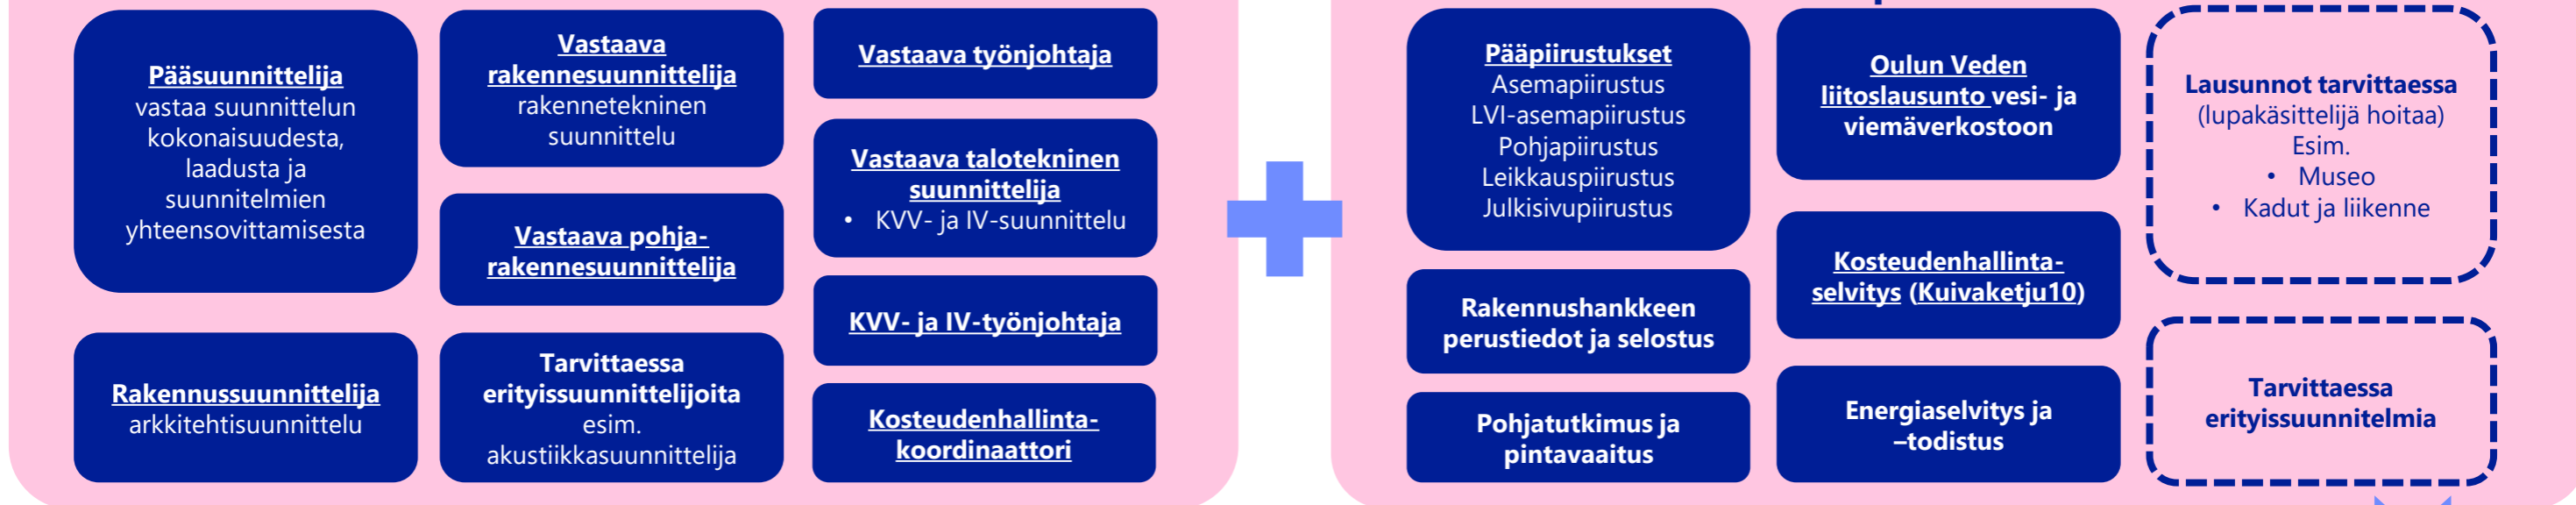 Pääsuunnittelija
vastaa suunnittelun
kokonaisuudesta,
laadusta ja
suunnitelmien
yhteensovittamisesta
Rakennussuunnittelija
arkkitehtisuunnittelu
Vastaava
rakennesuunnittelija
rakennetekninen
suunnittelu
Vastaava pohja-
rakennesuunnittelija
Tarvittaessa
erityissuunnittelijoita
esim.
akustiikkasuunnittelija
Vastaava työnjohtaja
Vastaava talotekninen
suunnittelija
• KVV- ja IV-suunnittelu
KVV- ja IV-työnjohtaja
Kosteudenhallinta-
koordinaattori
Pääpiirustukset
Asemapiirustus
LVI-asemapiirustus
Pohjapiirustus
Leikkauspiirustus
Julkisivupiirustus
Rakennushankkeen
perustiedot ja selostus
Pohjatutkimus ja
pintavaaitus
Oulun Veden
liitoslausunto vesi- ja
viemäverkostoon
Kosteudenhallinta-
selvitys (Kuivaketju10)
Energiaselvitys ja
–todistus
Lausunnot tarvittaessa
(lupakäsittelijä hoitaa)
Esim.
• Museo
• Kadut ja liikenne
Tarvittaessa
erityissuunnitelmia